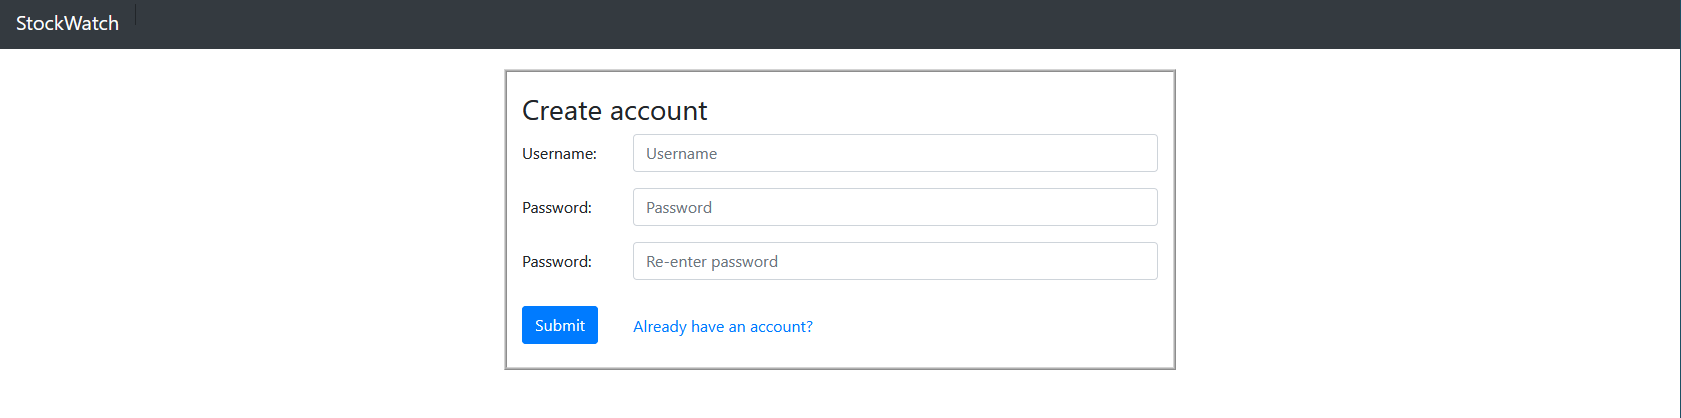 StockWatch
Create account
Username: Username
Password: Password
Password: Re-enter password
Submit Already have an account?